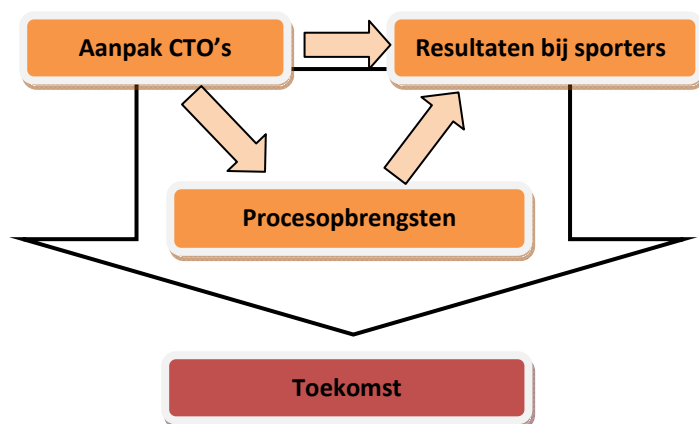 Aanpak CTO’s
Resultaten bij sporters
Procesopbrengsten
Toekomst